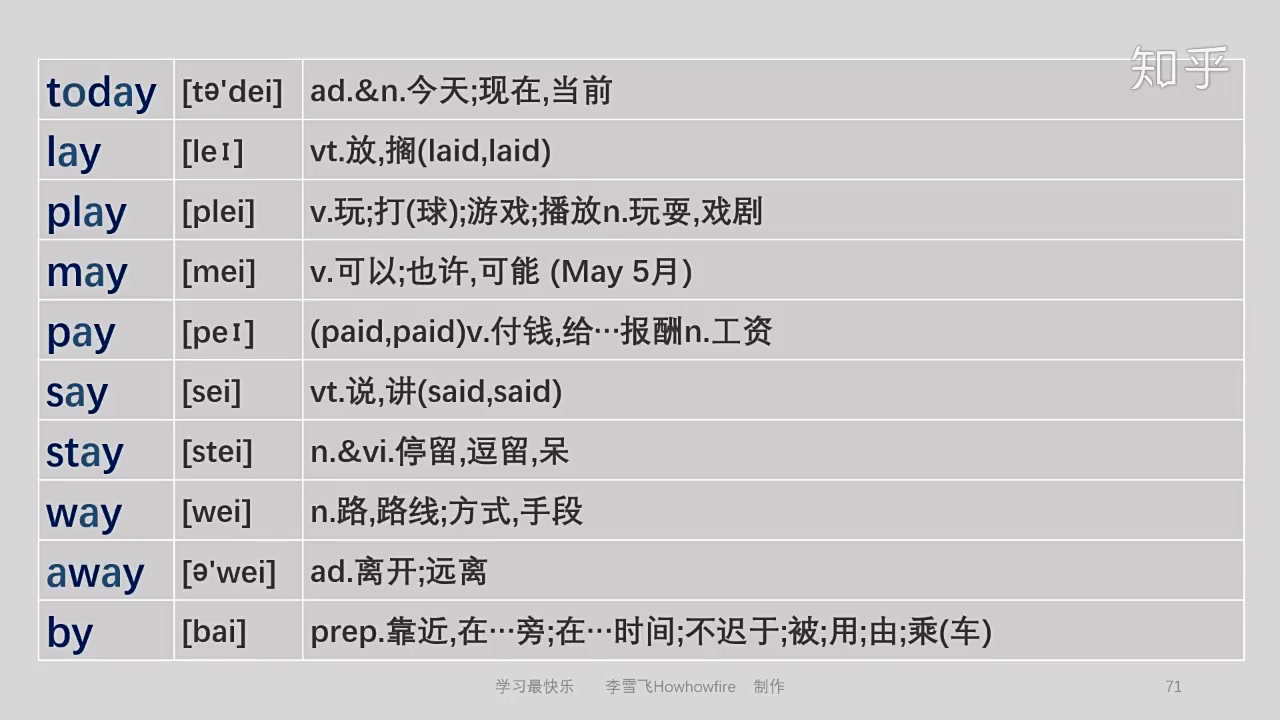 知乎
today [tə'dei] ad.&n.今天;现在,当前
lay [leɪ] vt.放,搁(laid,laid)
play [plei] v.玩;打(球);游戏;播放n.玩耍,戏剧
may [mei] v.可以;也许,可能 (May 5月)
pay [peɪ] (paid,paid)v.付钱,给…报酬n.工资
say [sei] vt.说,讲(said,said)
stay [stei] n.&vi.停留,逗留,呆
way [wei] n.路,路线;方式,手段
away [ə'wei] ad.离开;远离
by [bai] prep.靠近,在…旁;在…时间;不迟于;被;用;由;乘(车)
学习最快乐 李雪飞Howhowfire 制作 71